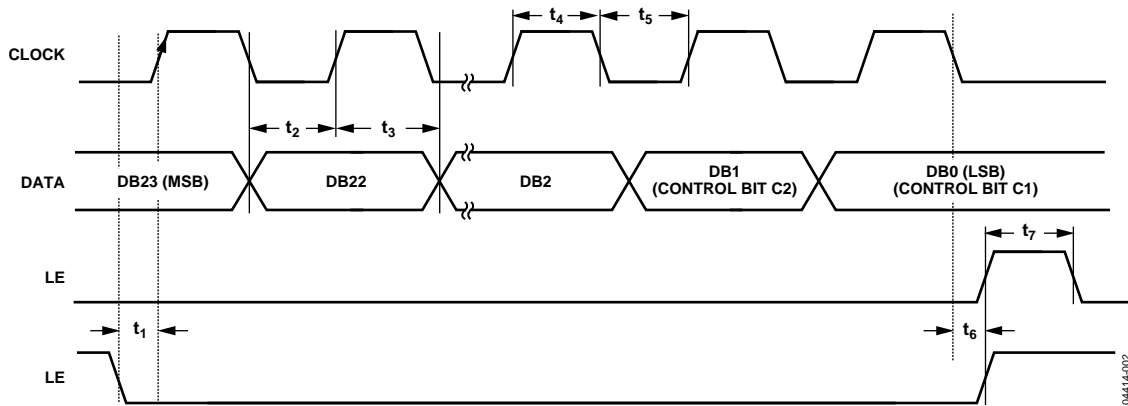 t4
t5
CLOCK
t2
t3
DATA
DB23 (MSB)
DB22
DB2
DB1
(CONTROL BIT C2)
DB0 (LSB)
(CONTROL BIT C1)
t7
LE
t1
t6
LE
04414-002